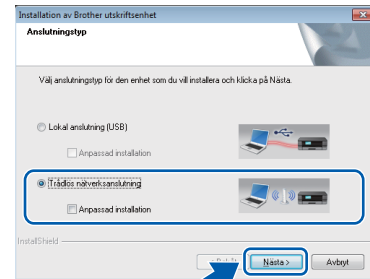 Installation av Brother utskriftsenhet
Anslutningstyp
Välj anslutningstyp för den enhet som du vill installera och klicka på Nästa.
Lokal anslutning (USB)
Anpassad installation
Trådlös nätverksanslutning
Anpassad installation
InstallShield
Nästa >
Avbryt